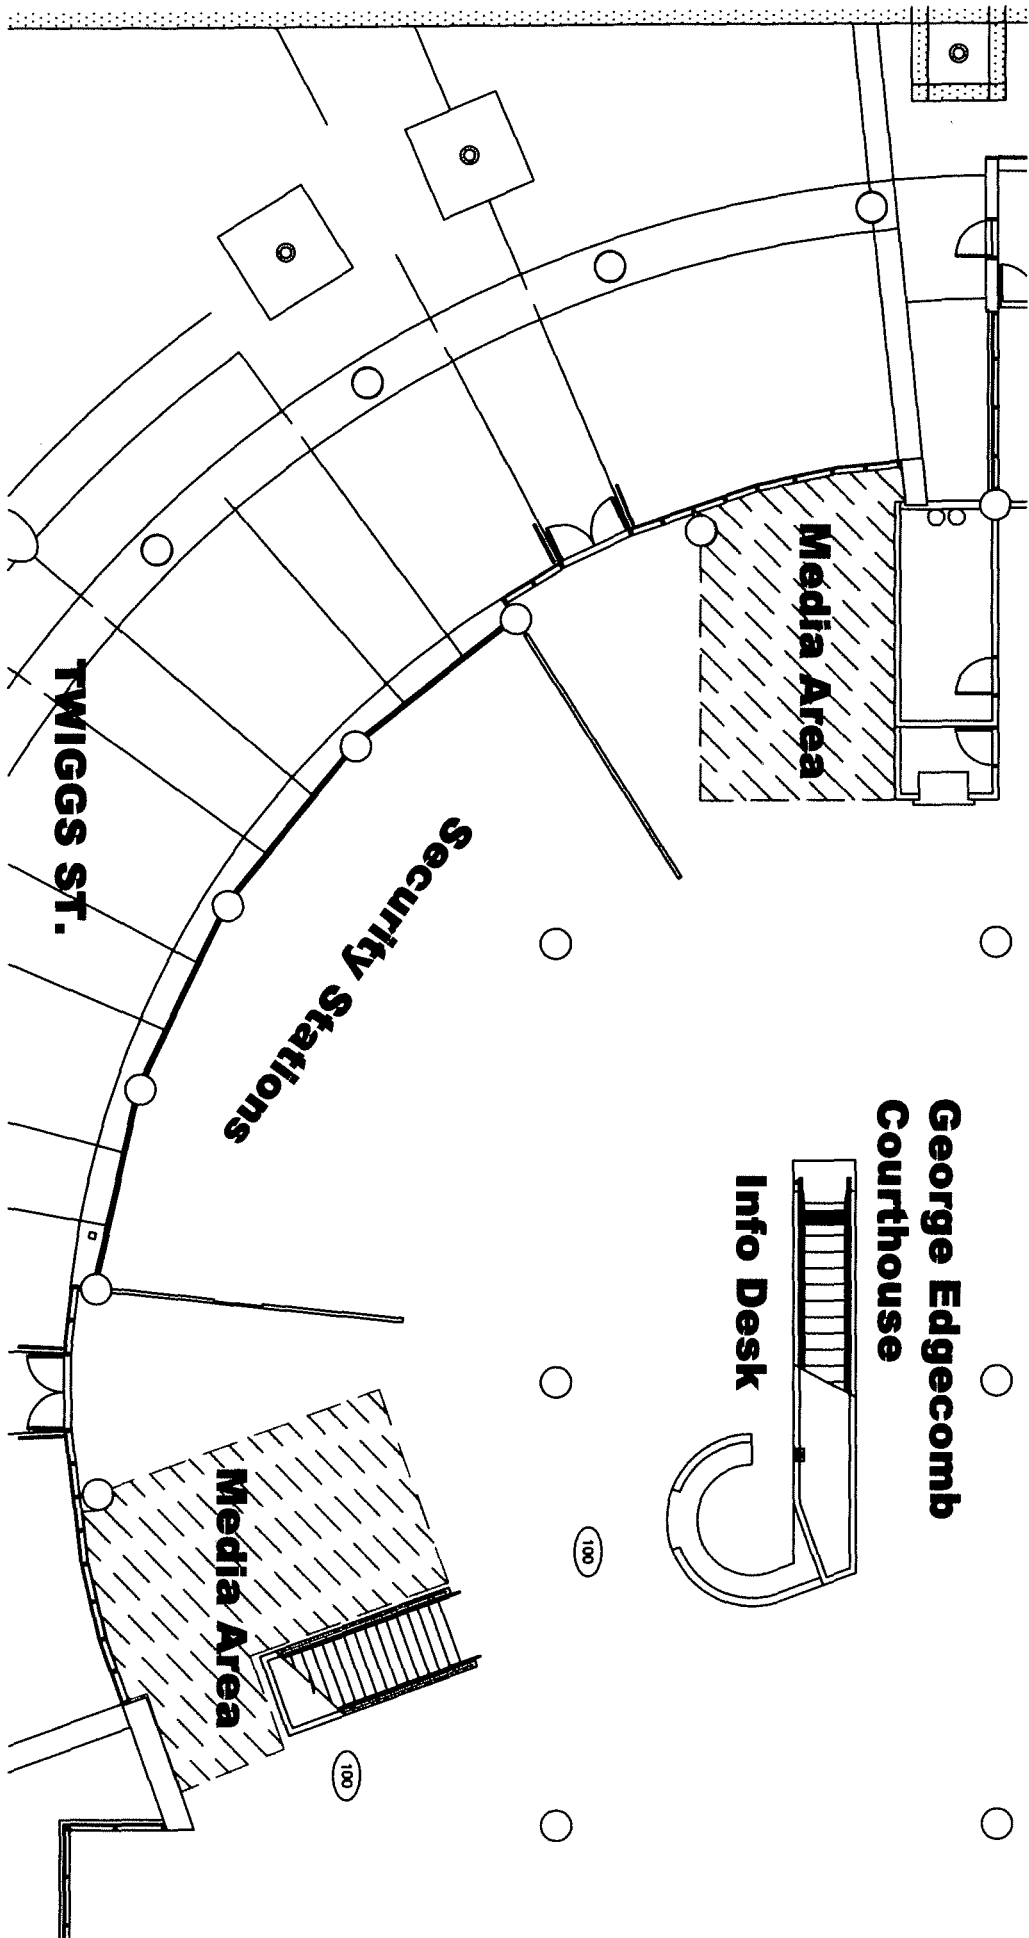 George Edgecomb
Courthouse
Media Area
Info Desk
Security Stations
100
Media Area
100
TWIGGS ST.